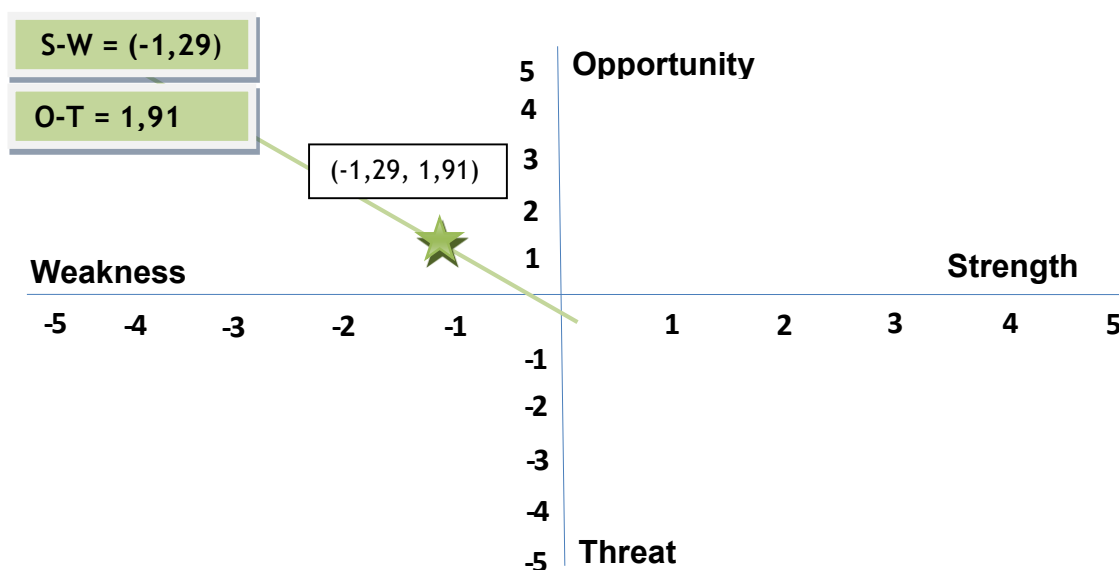 S-W = (-1,29)
O-T = 1,91
(-1,29, 1,91)
Opportunity
5
4
3
2
1
Weakness
Strength
-5 -4 -3 -2 -1 1 2 3 4 5
-1
-2
-3
-4
-5
Threat